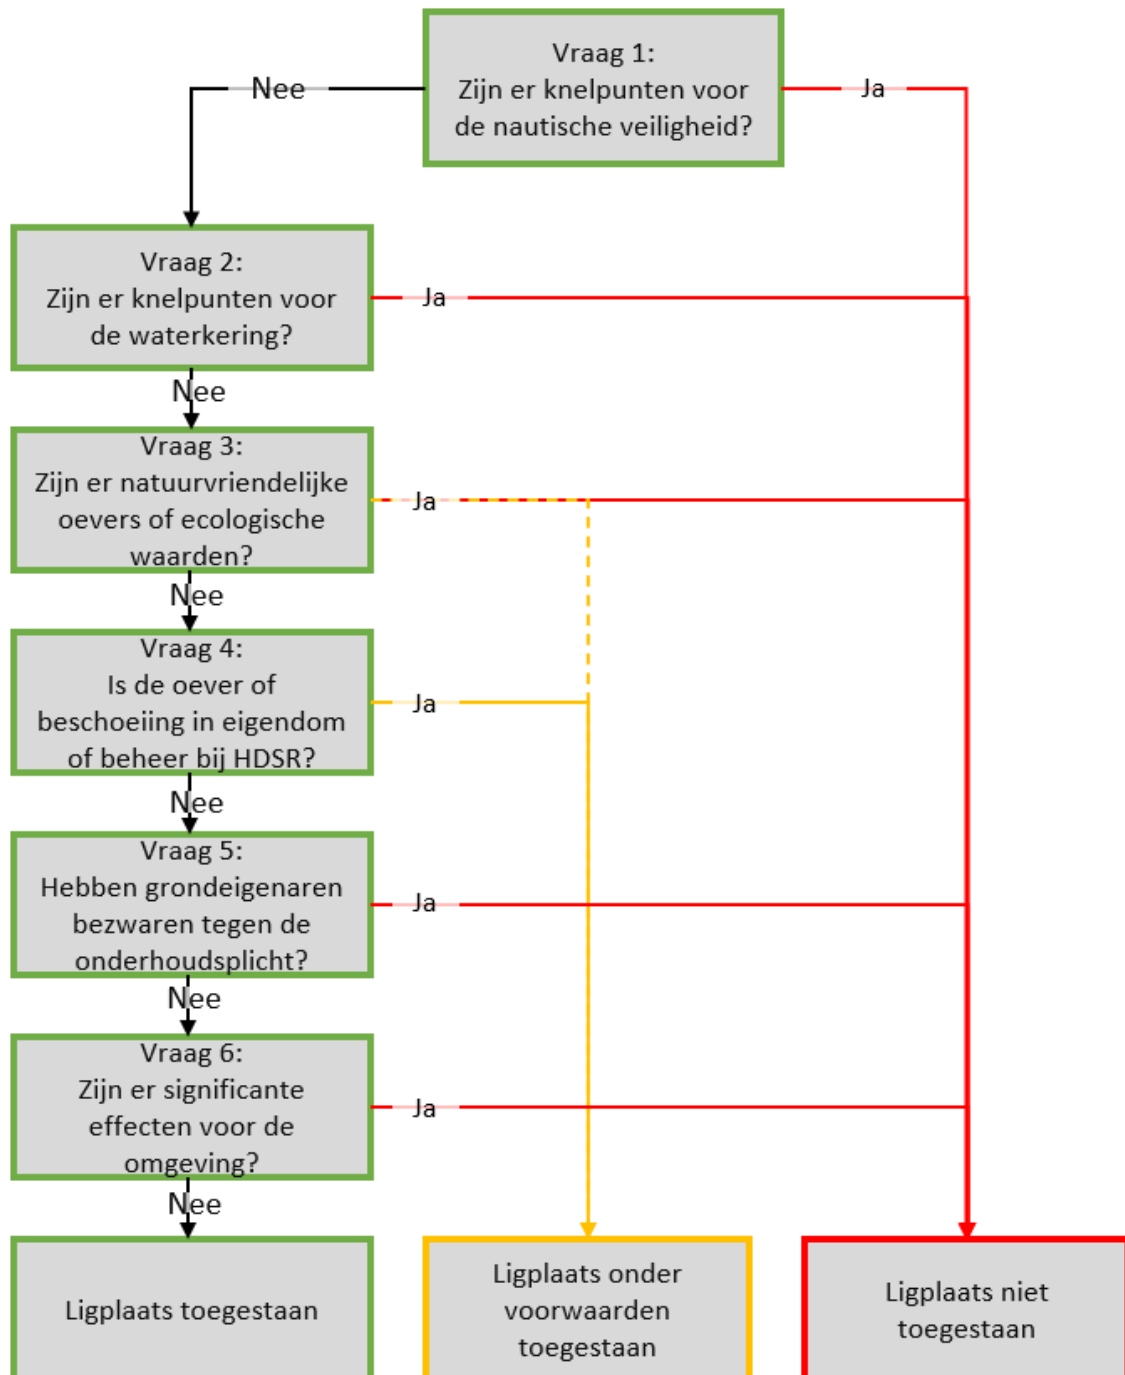 Vraag 1:
Zijn er knelpunten voor
de nautische veiligheid?
Nee
Ja
Vraag 2:
Zijn er knelpunten voor
de waterkering?
Ja
Nee
Vraag 3:
Zijn er natuurvriendelijke
oevers of ecologische
waarden?
Ja
Nee
Vraag 4:
Is de oever of
beschoeiing in eigendom
of beheer bij HDSR?
Ja
Nee
Vraag 5:
Hebben grondeigenaren
bezwaren tegen de
onderhoudsplicht?
Ja
Nee
Vraag 6:
Zijn er significante
effecten voor de
omgeving?
Ja
Nee
Ligplaats toegestaan
Ligplaats onder
voorwaarden
toegestaan
Ligplaats niet
toegestaan